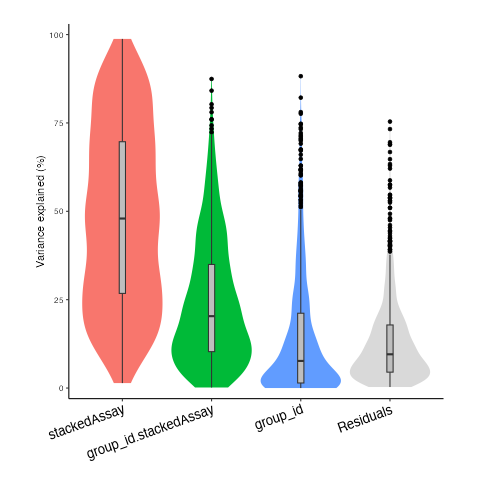 100
75
50
25
0
Variance explained (%)
stackedAssay
group_id.stackedAssay
group_id
Residuals